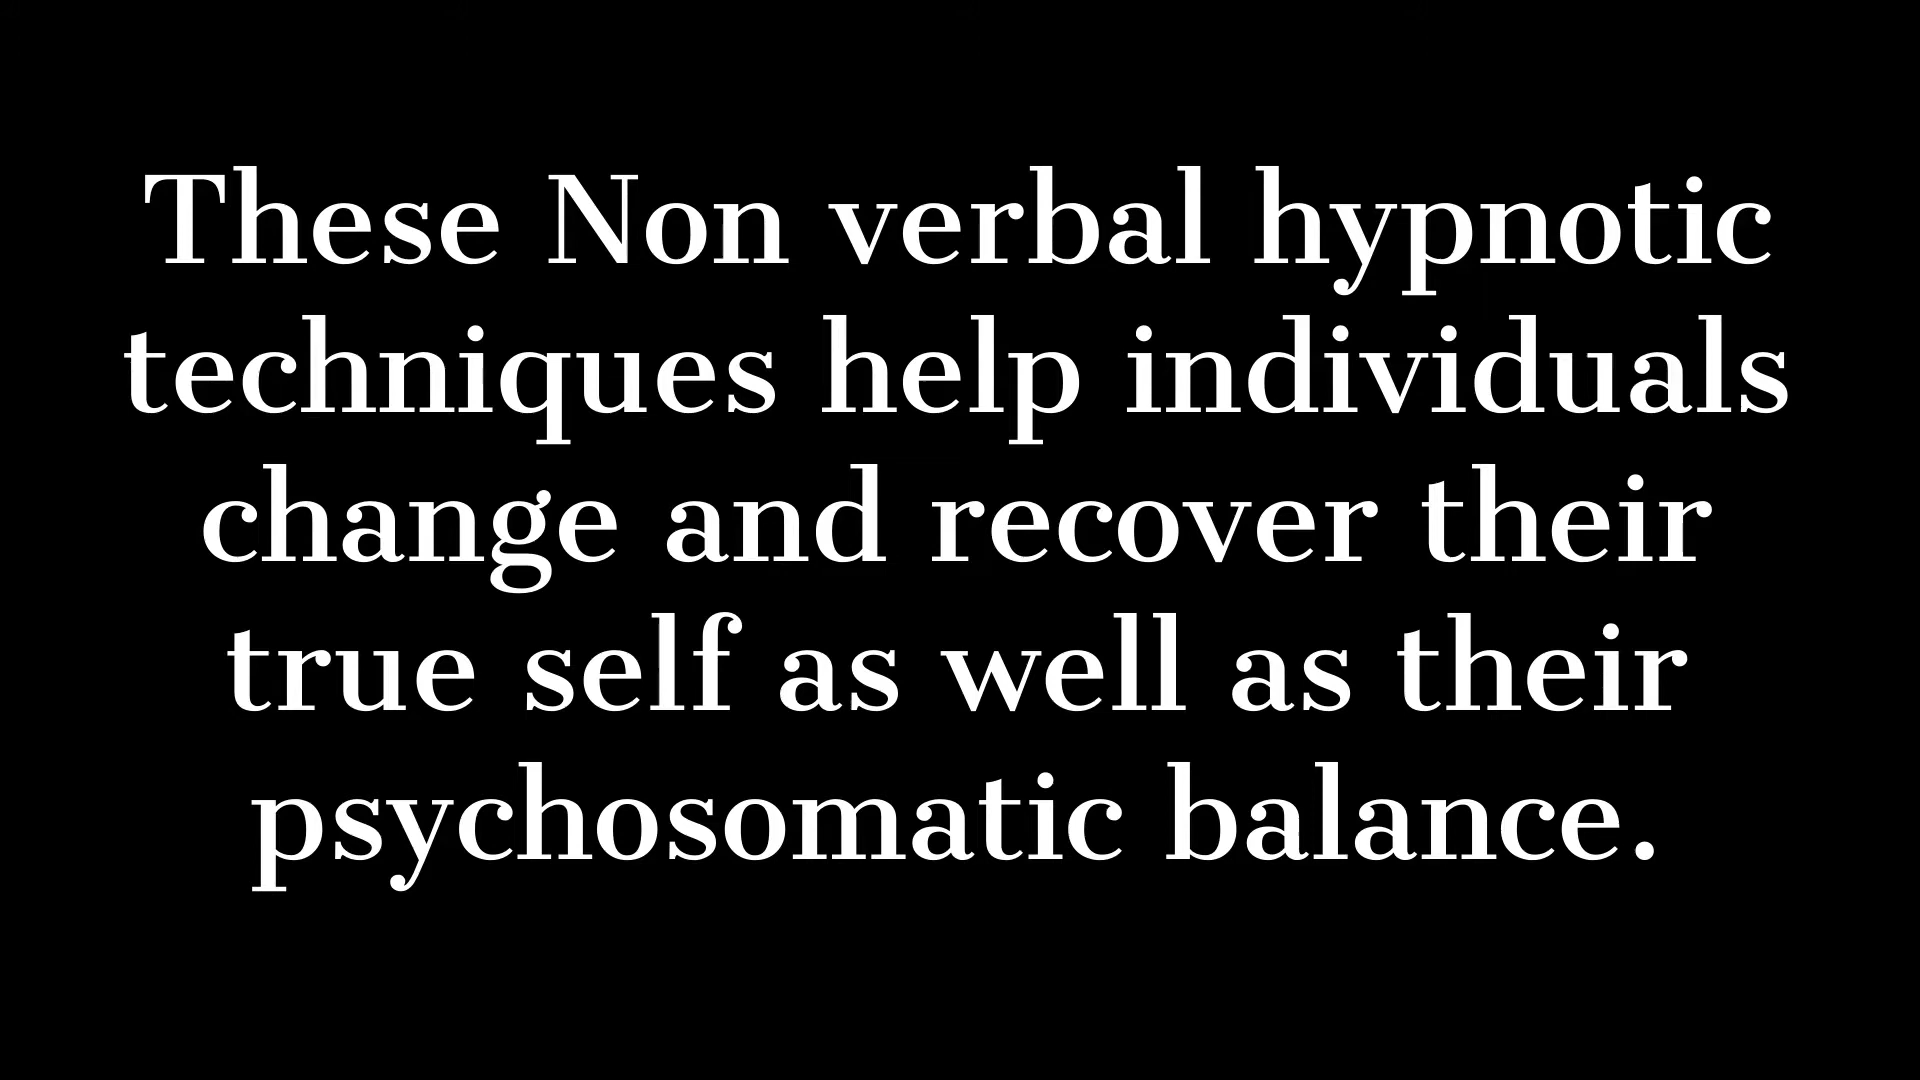 These Non verbal hypnotic
techniques help individuals
change and recover their
true self as well as their
psychosomatic balance.